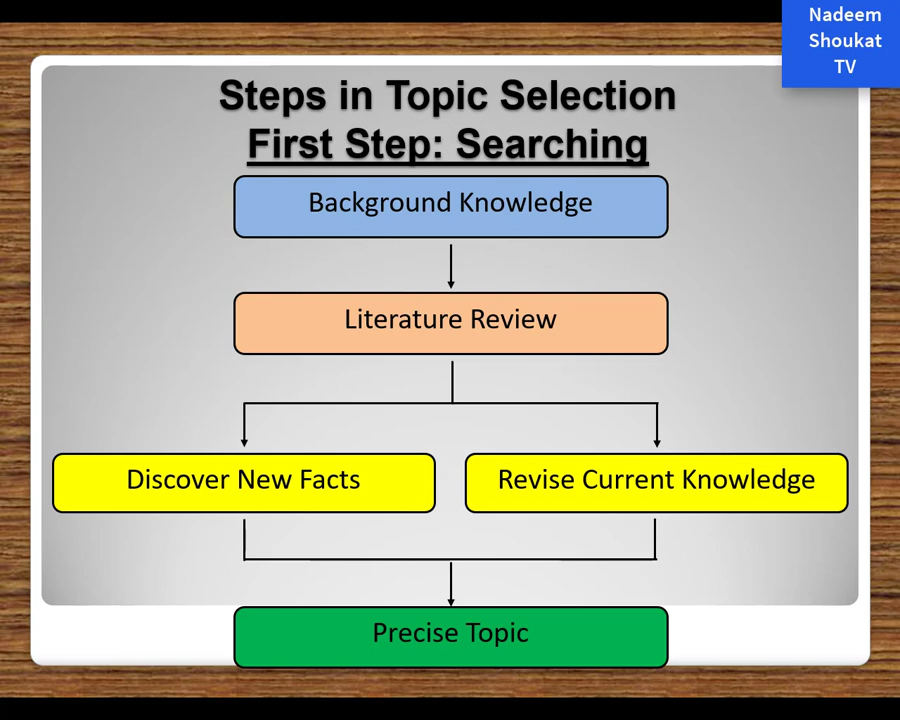 Nadeem
Shoukat
TV
Steps in Topic Selection
First Step: Searching
Background Knowledge
Literature Review
Discover New Facts
Revise Current Knowledge
Precise Topic